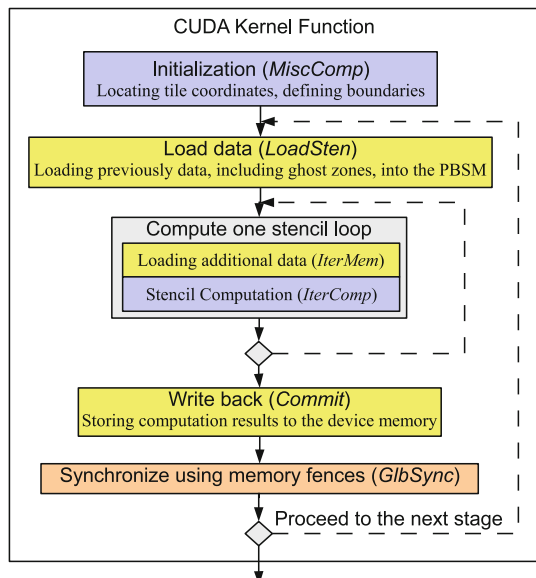 CUDA Kernel Function
Initialization (MiscComp)
Locating tile coordinates, defining boundaries
Load data (LoadSten)
Loading previously data, including ghost zones, into the PBSM
Compute one stencil loop
Loading additional data (IterMem)
Stencil Computation (IterComp)
Write back (Commit)
Storing computation results to the device memory
Synchronize using memory fences (GlbSync)
Proceed to the next stage